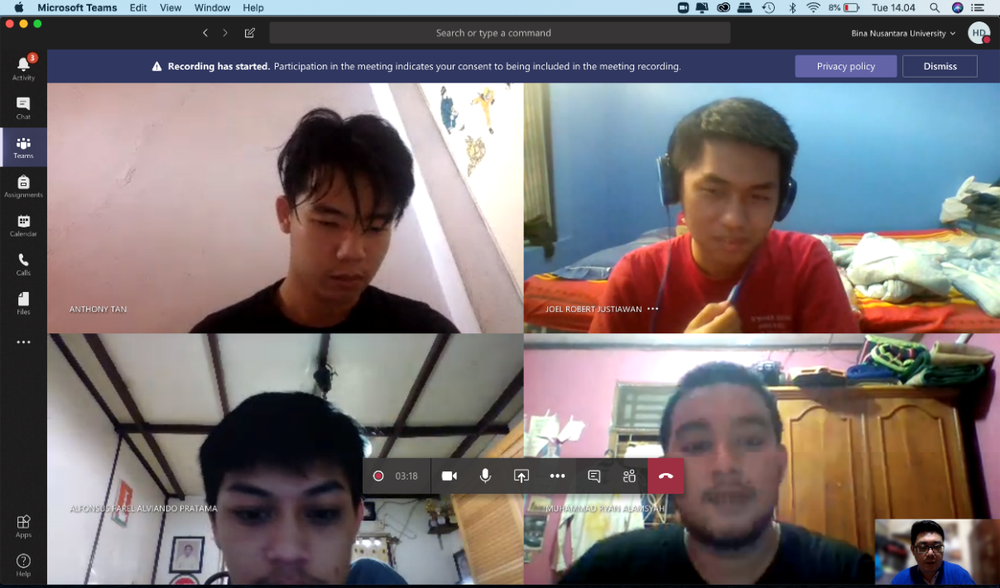 Microsoft Teams Edit View Window Help 8% Tue 14.04
Search or type a command Bina Nusantara University HD
3
Activity
Recording has started. Participation in the meeting indicates your consent to being included in the meeting recording. Privacy policy Dismiss
Chat
Teams
Assignments
Calendar
Calls
Files
ANTHONY TAN
JOEL ROBERT JUSTIAWAN
03:18
ALFONSUS FAREL ALVIANDO PRATAMA
MUHAMMAD RYAN ALAMSYAH
Apps
Help